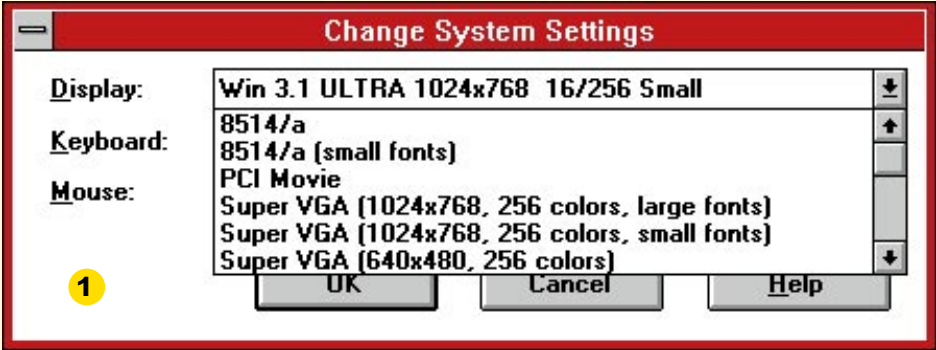 Change System Settings
Display: Win 3.1 ULTRA 1024x768 16/256 Small
8514/a
Keyboard:
8514/a (small fonts)
PCI Movie
Mouse:
Super VGA (1024x768, 256 colors, large fonts)
Super VGA (1024x768, 256 colors, small fonts)
Super VGA (640x480, 256 colors)
1
OK Cancel Help